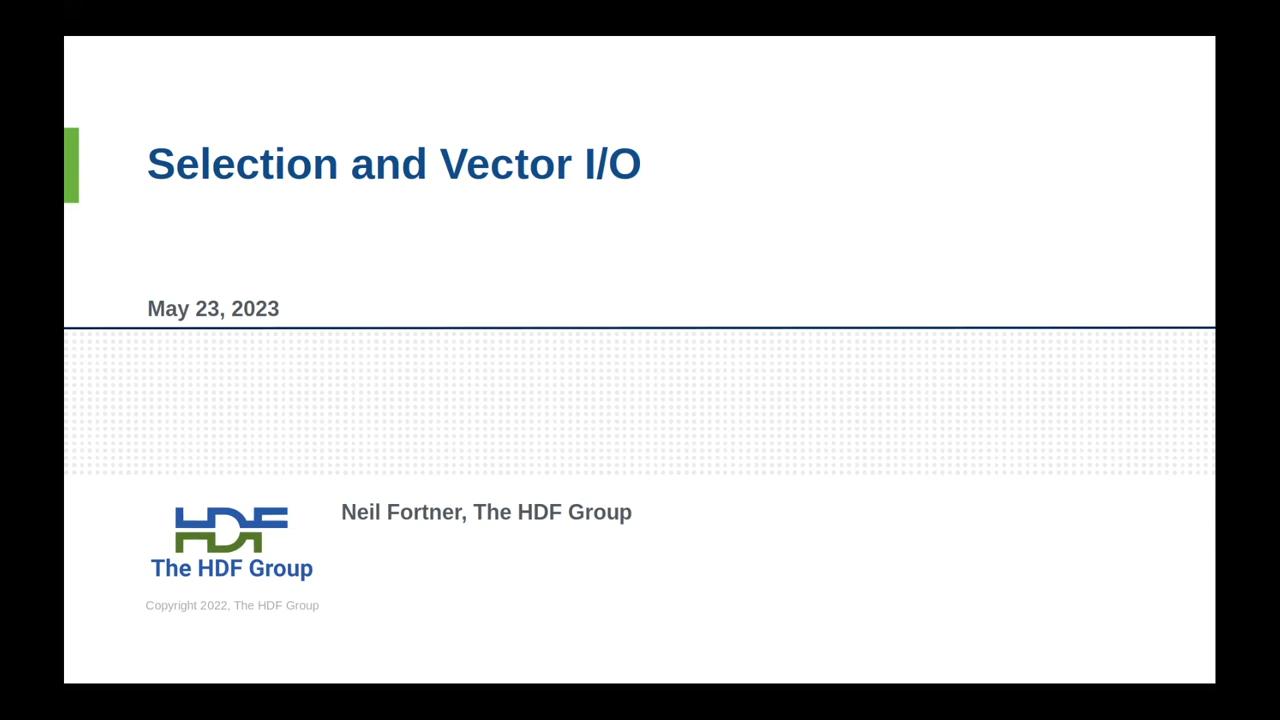 Selection and Vector I/O
May 23, 2023
Neil Fortner, The HDF Group
HDF
The HDF Group
Copyright 2022, The HDF Group